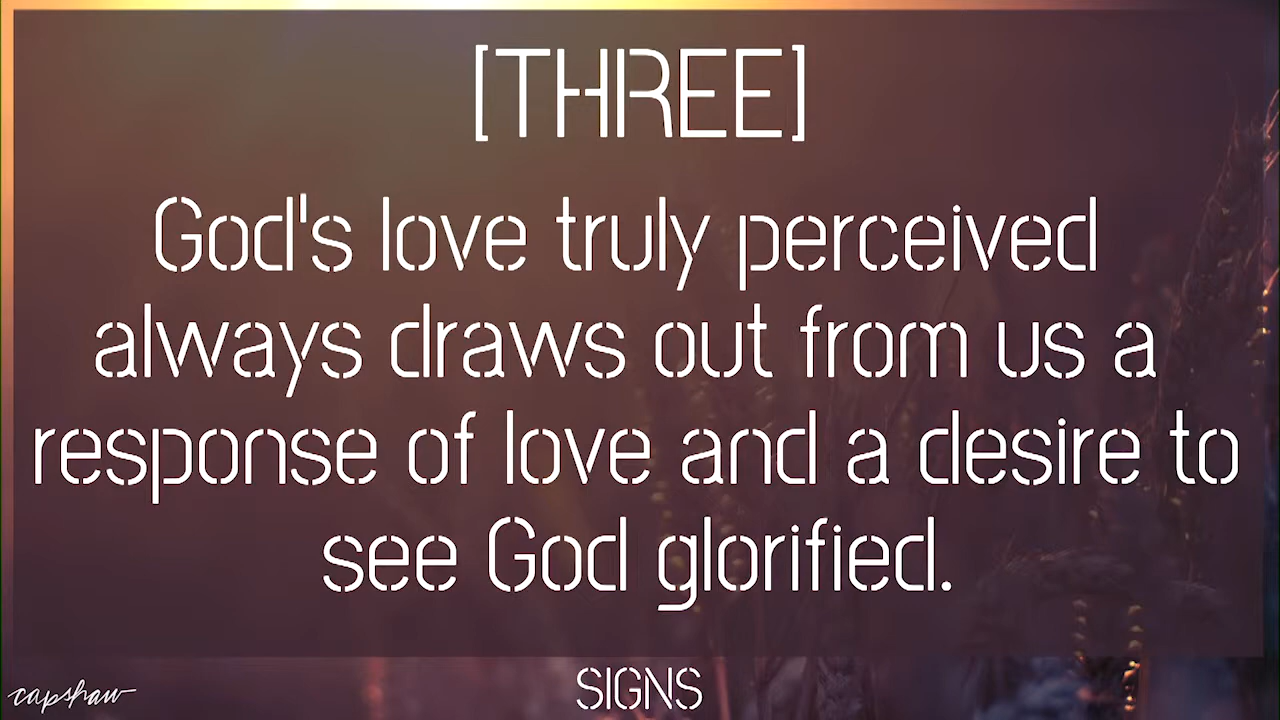 [THREE]
God's love truly perceived
always draws out from us a
response of love and a desire to
see God glorified.
SIGNS
capshaw